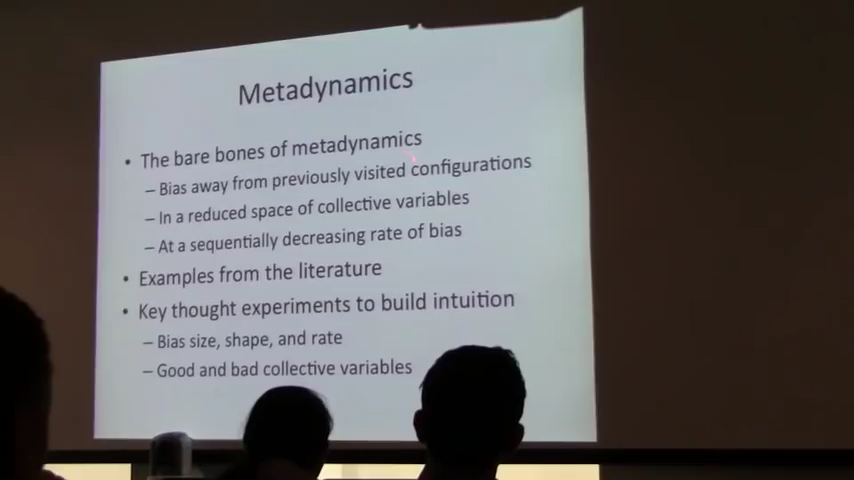 Metadynamics
• The bare bones of metadynamics
– Bias away from previously visited configurations
– In a reduced space of collective variables
– At a sequentially decreasing rate of bias
• Examples from the literature
• Key thought experiments to build intuition
– Bias size, shape, and rate
– Good and bad collective variables